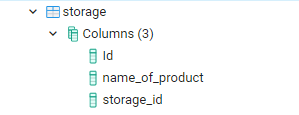 storage
Columns (3)
Id
name_of_product
storage_id